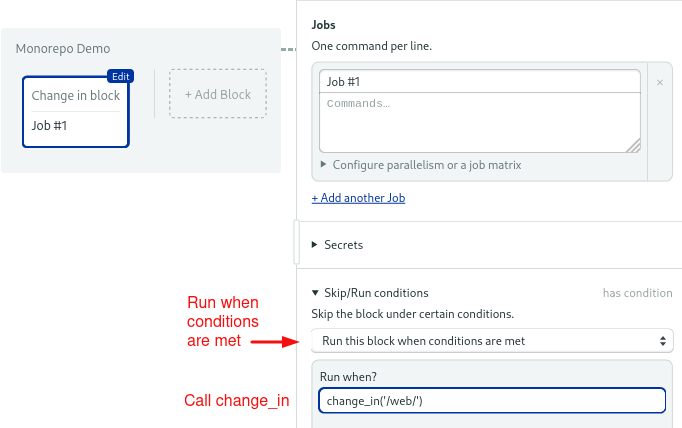 Monorepo Demo
Edit
Change in block
Job #1
+ Add Block
Jobs
One command per line.
Job #1
×
Commands…
Configure parallelism or a job matrix
+ Add another Job
Secrets
Skip/Run conditions
has condition
Skip the block under certain conditions.
Run when
conditions
are met
Run this block when conditions are met
Run when?
Call change_in
change_in('/web/')